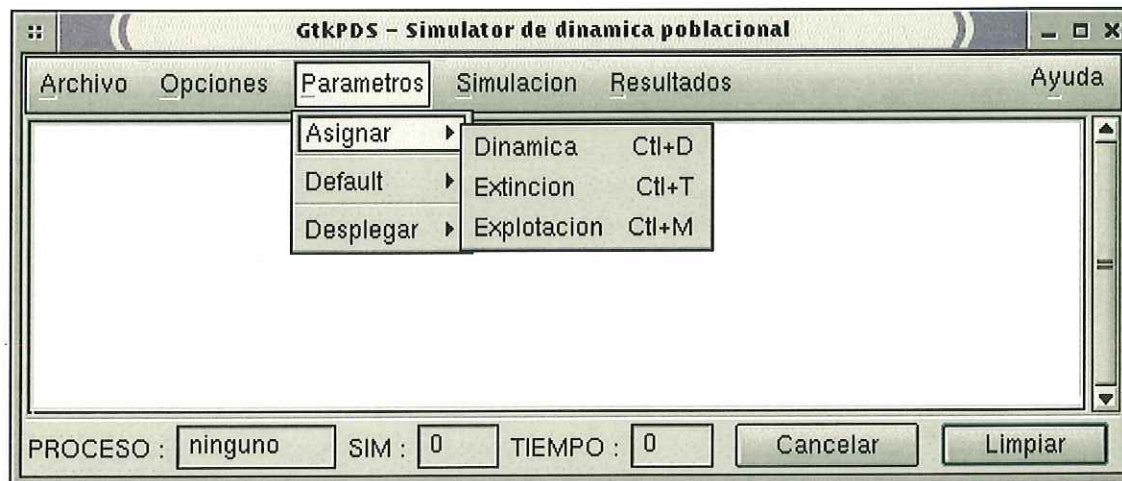 GtkPDS - Simulator de dinamica poblacional
Archivo Opciones Parametros Simulacion Resultados Ayuda
Asignar
Dinamica Ctl+D
Default
Extincion Ctl+T
Desplegar
Explotacion Ctl+M
PROCESO : ninguno SIM : 0 TIEMPO : 0 Cancelar Limpiar